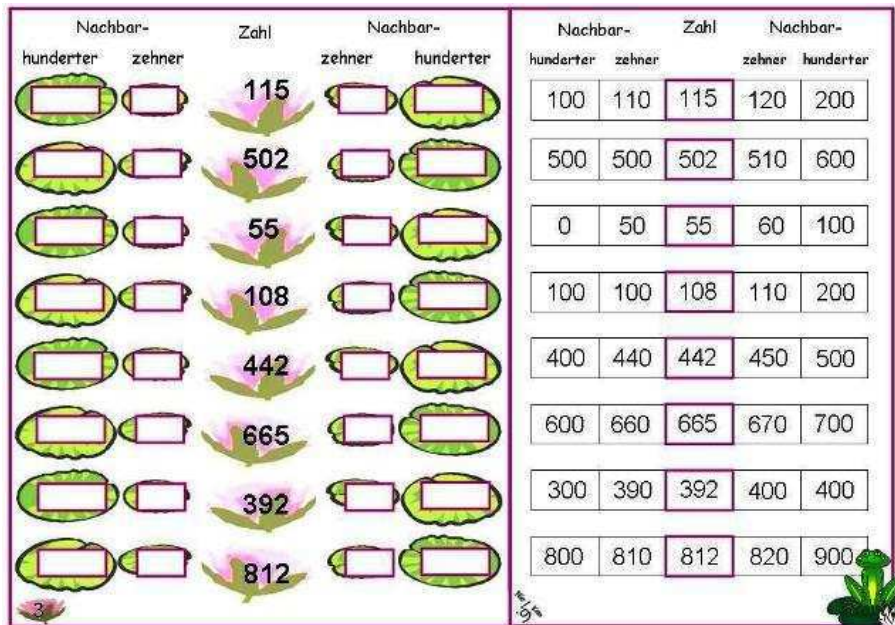 Nachbar- Zahl Nachbar-
hunderter zehner zehner hunderter
115
502
55
108
442
665
392
812
3
Nachbar- Zahl Nachbar-
hunderter zehner zehner hunderter
100 110 115 120 200
500 500 502 510 600
0 50 55 60 100
100 100 108 110 200
400 440 442 450 500
600 660 665 670 700
300 390 392 400 400
800 810 812 820 900